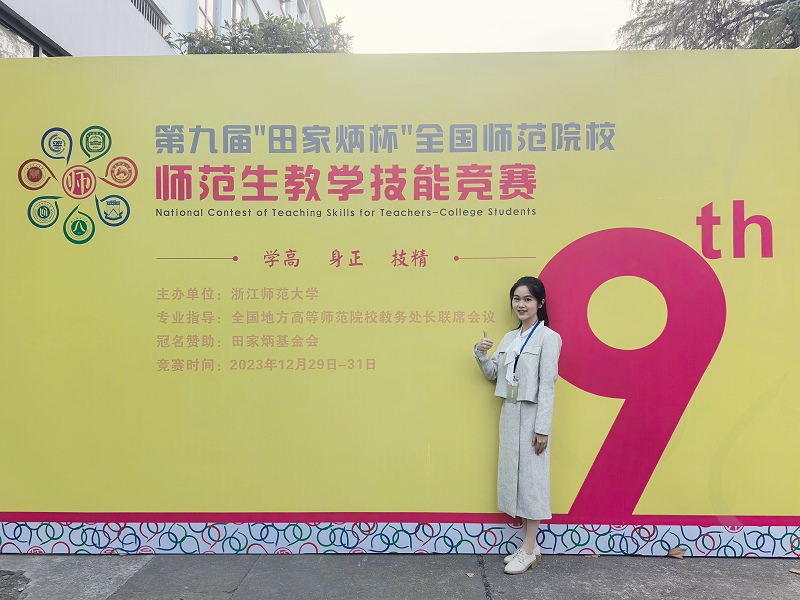 第九届"田家炳杯"全国师范院校
师范生教学技能竞赛
National Contest of Teaching Skills for Teachers-College Students
学高 身正 技精
主办单位：浙江师范大学
专业指导：全国地方高等师范院校教务处长联席会议
冠名赞助：田家炳基金会
竞赛时间：2023年12月29日-31日
9th
师